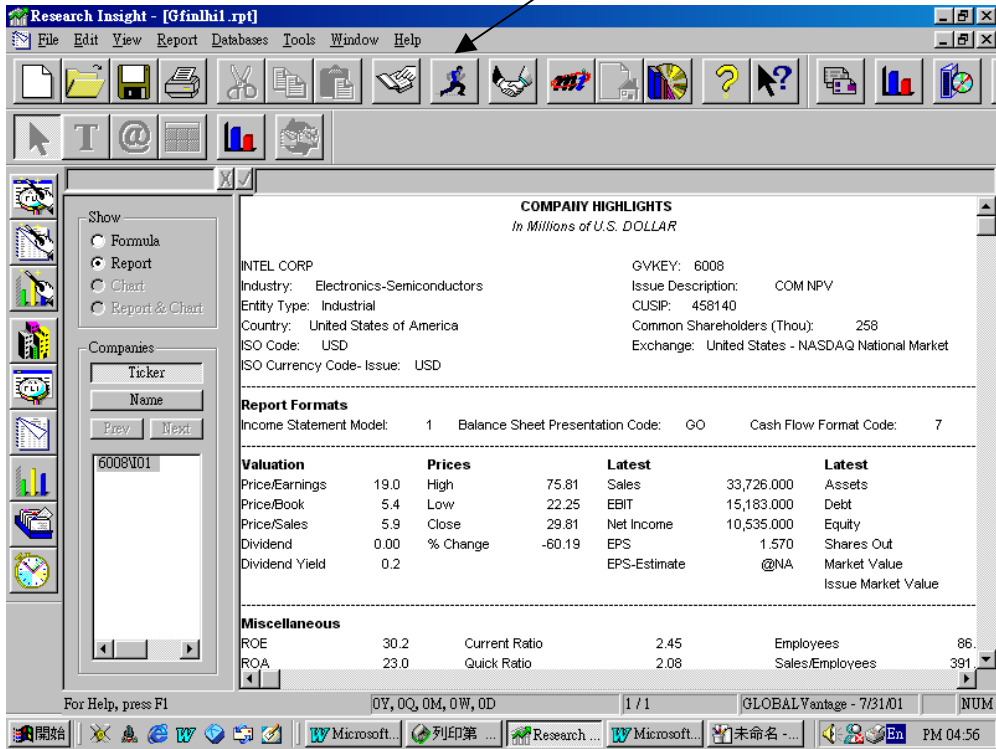 Research Insight - [Gfinlhi1.rpt]
File Edit View Report Databases Tools Window Help
mi
T @
X
Show
Formula
Report
Chart
Report & Chart
Companies
Ticker
Name
Prev Next
6008\I01
COMPANY HIGHLIGHTS
In Millions of U.S. DOLLAR
INTEL CORP GVKEY: 6008
Industry: Electronics-Semiconductors Issue Description: COM NPV
Entity Type: Industrial CUSIP: 458140
Country: United States of America Common Shareholders (Thou): 258
ISO Code: USD Exchange: United States - NASDAQ National Market
ISO Currency Code- Issue: USD
Report Formats
Income Statement Model: 1 Balance Sheet Presentation Code: GO Cash Flow Format Code: 7
Valuation Prices Latest Latest
Price/Earnings 19.0 High 75.81 Sales 33,726.000 Assets
Price/Book 5.4 Low 22.25 EBIT 15,183.000 Debt
Price/Sales 5.9 Close 29.81 Net Income 10,535.000 Equity
Dividend 0.00 % Change -60.19 EPS 1.570 Shares Out
Dividend Yield 0.2 EPS-Estimate @NA Market Value
Issue Market Value
Miscellaneous
ROE 30.2 Current Ratio 2.45 Employees 86.
ROA 23.0 Quick Ratio 2.08 Sales/Employees 391.
For Help, press F1 0Y, 0Q, 0M, 0W, 0D 1 / 1 GLOBALVantage - 7/31/01 NUM
開始 Microsoft... 列印第 ... Research ... Microsoft... 未命名 -... En PM 04:56